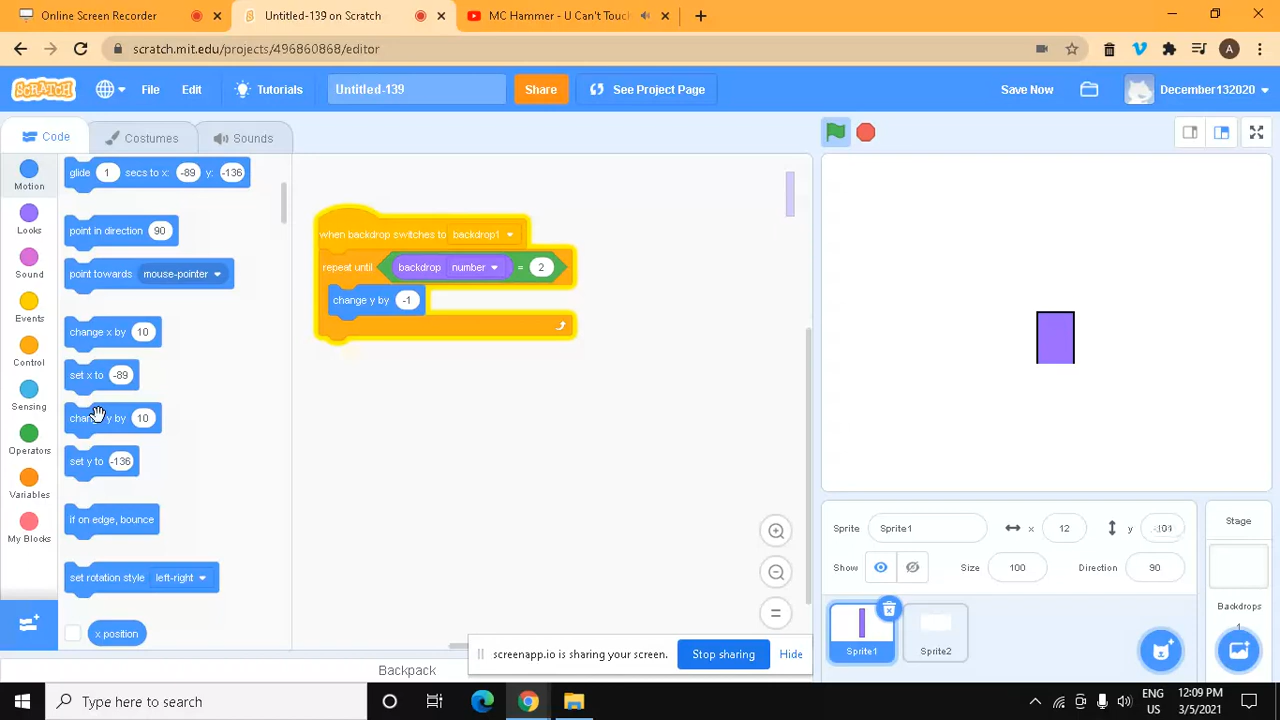 Online Screen Recorder
Untitled-139 on Scratch
MC Hammer - U Can't Touch
scratch.mit.edu/projects/496860868/editor
A
SCRATCH
File
Edit
Tutorials
Untitled-139
Share
See Project Page
Save Now
December132020
Code
Costumes
Sounds
Motion
Looks
Sound
Events
Control
Sensing
Operators
Variables
My Blocks
glide 1 secs to x: -89 y: -136
point in direction 90
point towards mouse-pointer
change x by 10
set x to -89
change y by 10
set y to -136
if on edge, bounce
set rotation style left-right
x position
when backdrop switches to backdrop1
repeat until backdrop number = 2
change y by -1
Sprite Sprite1 x 12 y
Show Size 100 Direction 90
Sprite1
Sprite2
Stage
Backdrops
1
screenapp.io is sharing your screen.
Stop sharing
Hide
Backpack
Type here to search
ENG
US
12:09 PM
3/5/2021